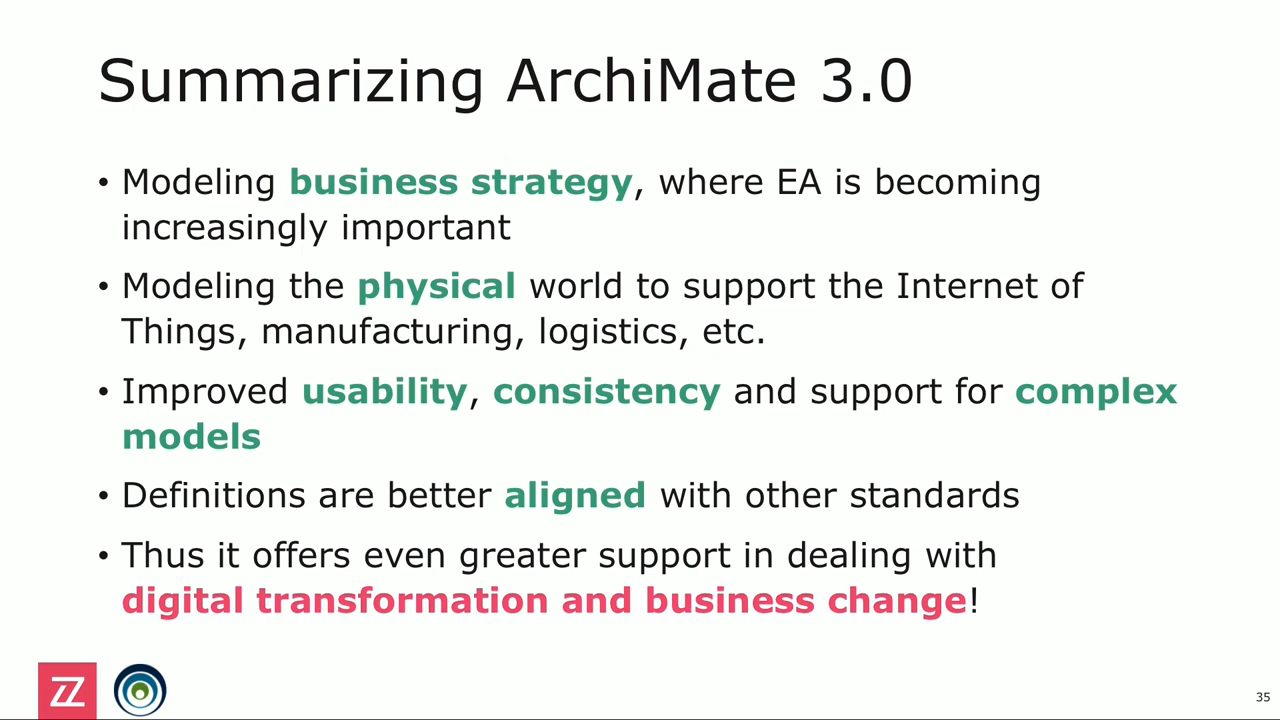 Summarizing ArchiMate 3.0
• Modeling business strategy, where EA is becoming
increasingly important
• Modeling the physical world to support the Internet of
Things, manufacturing, logistics, etc.
• Improved usability, consistency and support for complex
models
• Definitions are better aligned with other standards
• Thus it offers even greater support in dealing with
digital transformation and business change!
ZZ
35